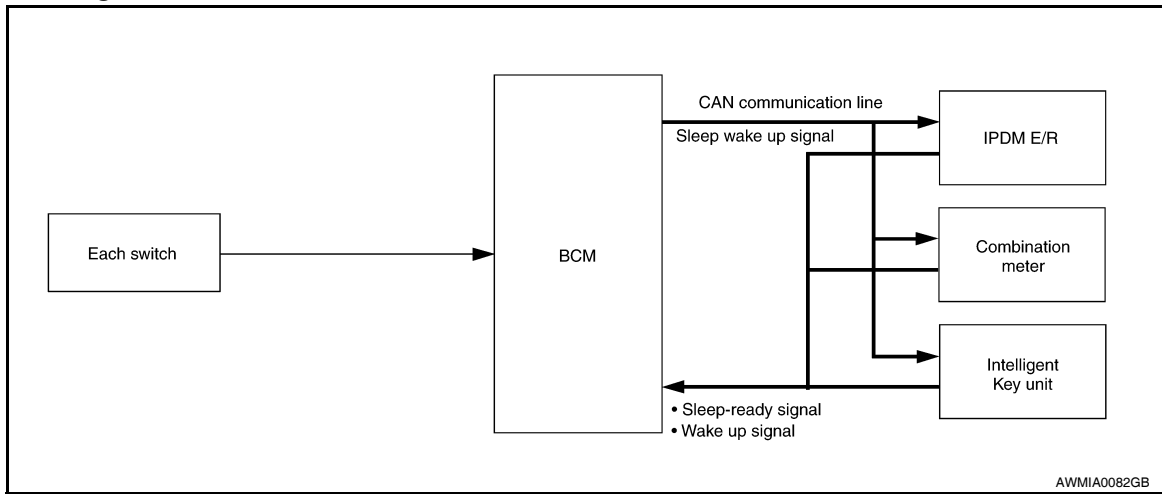 CAN communication line
Sleep wake up signal
IPDM E/R
Each switch
BCM
Combination
meter
Intelligent
Key unit
• Sleep-ready signal
• Wake up signal
AWMIA0082GB